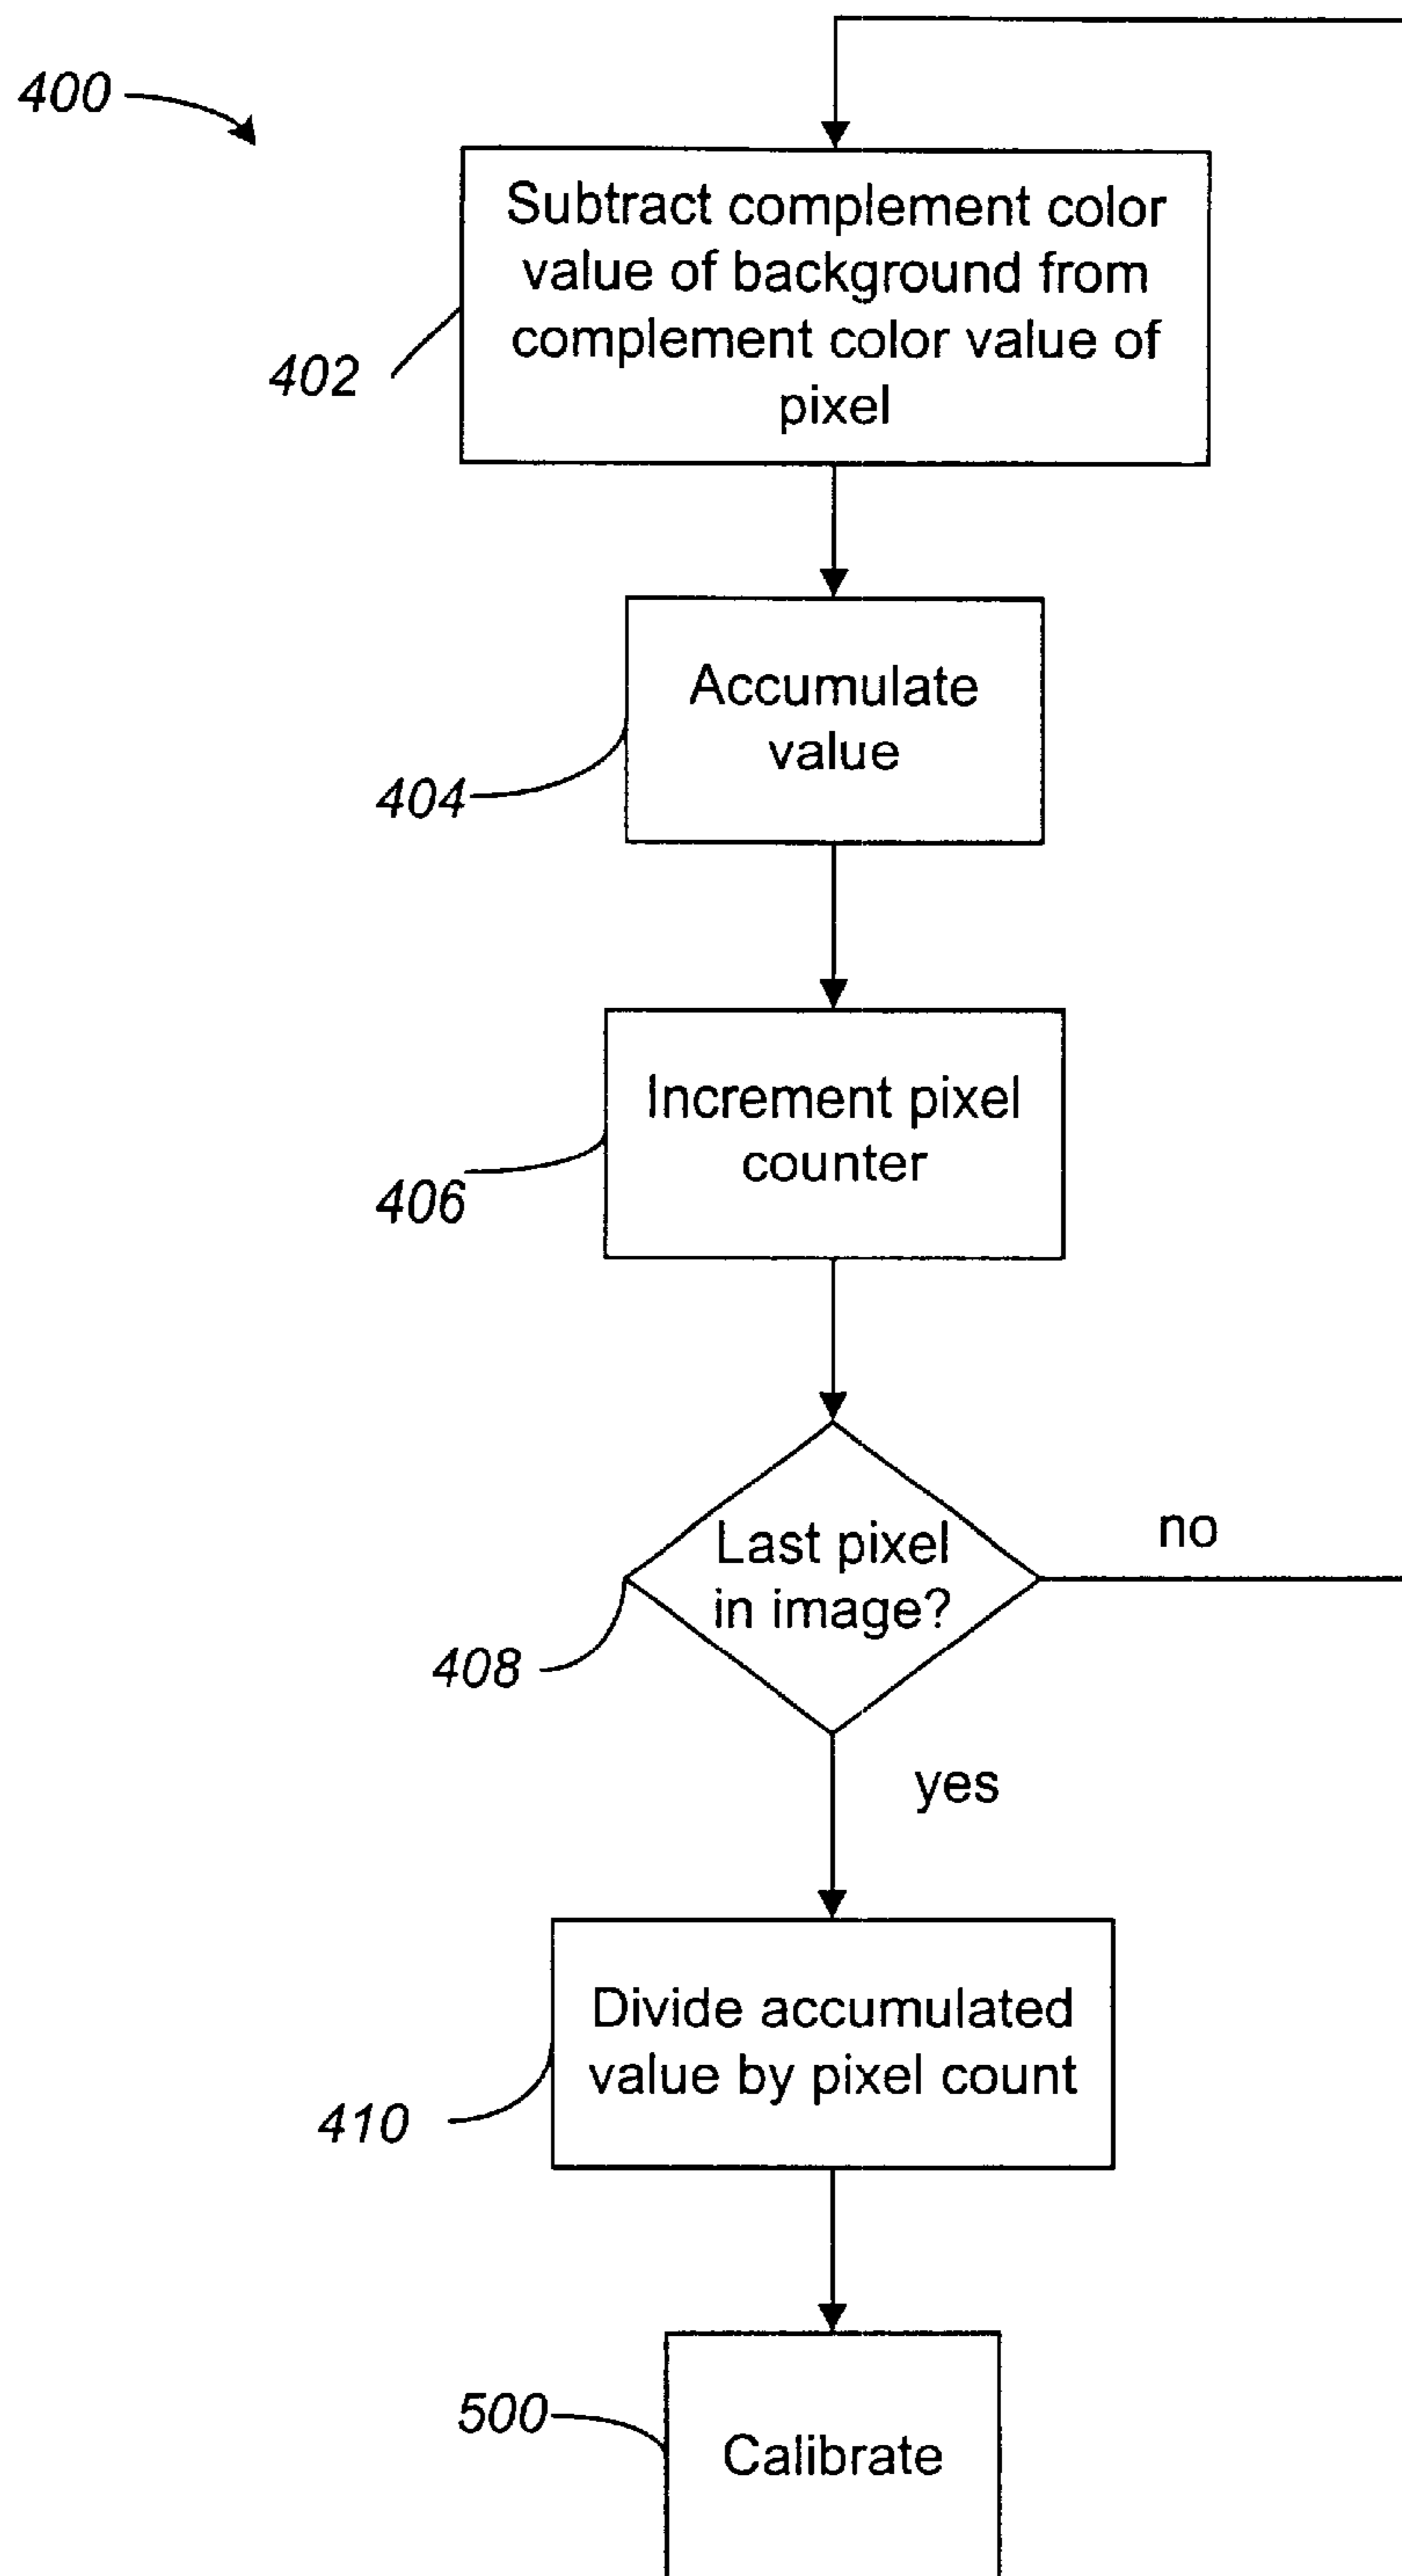 400
Subtract complement color
value of background from
complement color value of
pixel
402
Accumulate
value
404
Increment pixel
counter
406
Last pixel
in image?
no
408
yes
Divide accumulated
value by pixel count
410
500
Calibrate